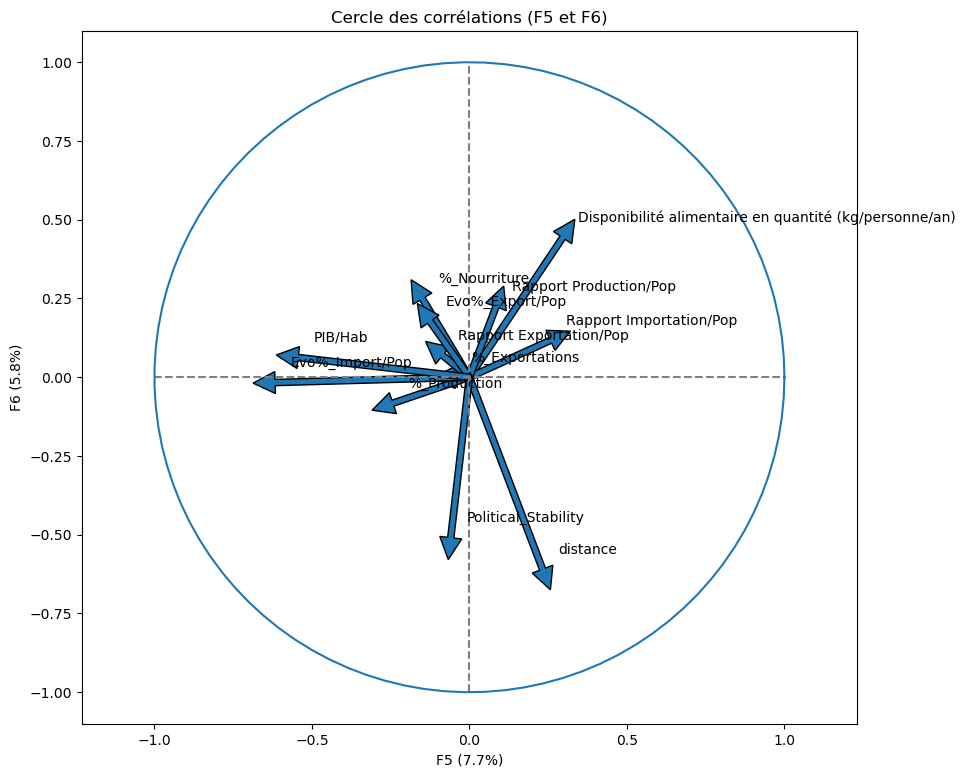 Cercle des corrélations (F5 et F6)
1.00
0.75
0.50
0.25
0.00
−0.25
−0.50
−0.75
−1.00
F6 (5.8%)
Disponibilité alimentaire en quantité (kg/personne/an)
%_Nourriture
Rapport Production/Pop
Evo%_Export/Pop
Rapport Importation/Pop
PIB/Hab
Rapport Exportation/Pop
%_Exportations
Evo%_Import/Pop
%_Production
Political_Stability
distance
−1.0
−0.5
0.0
0.5
1.0
F5 (7.7%)